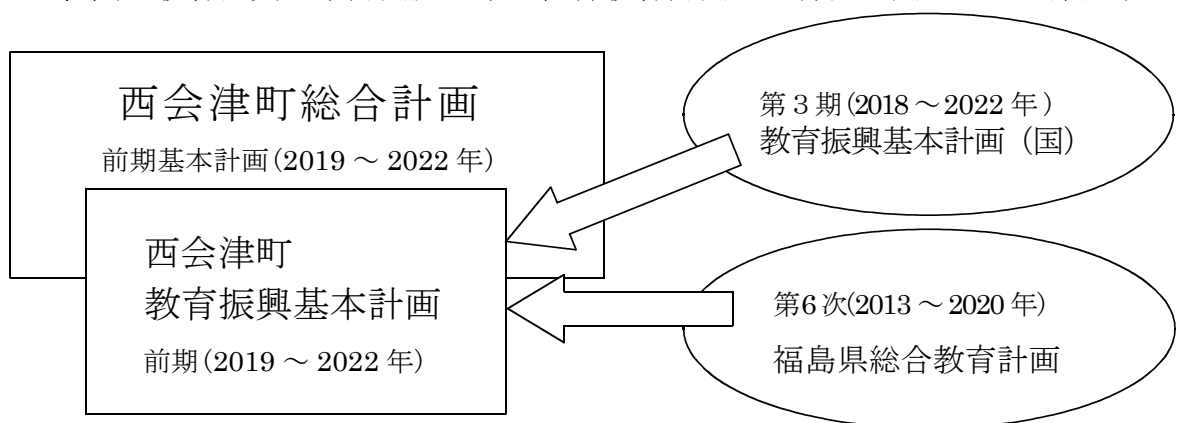 西会津町総合計画
前期基本計画(2019 ~ 2022 年)
西会津町
教育振興基本計画
前期(2019 ~ 2022 年)
第3期(2018 ~ 2022 年)
教育振興基本計画(国)
第6次(2013 ~ 2020 年)
福島県総合教育計画